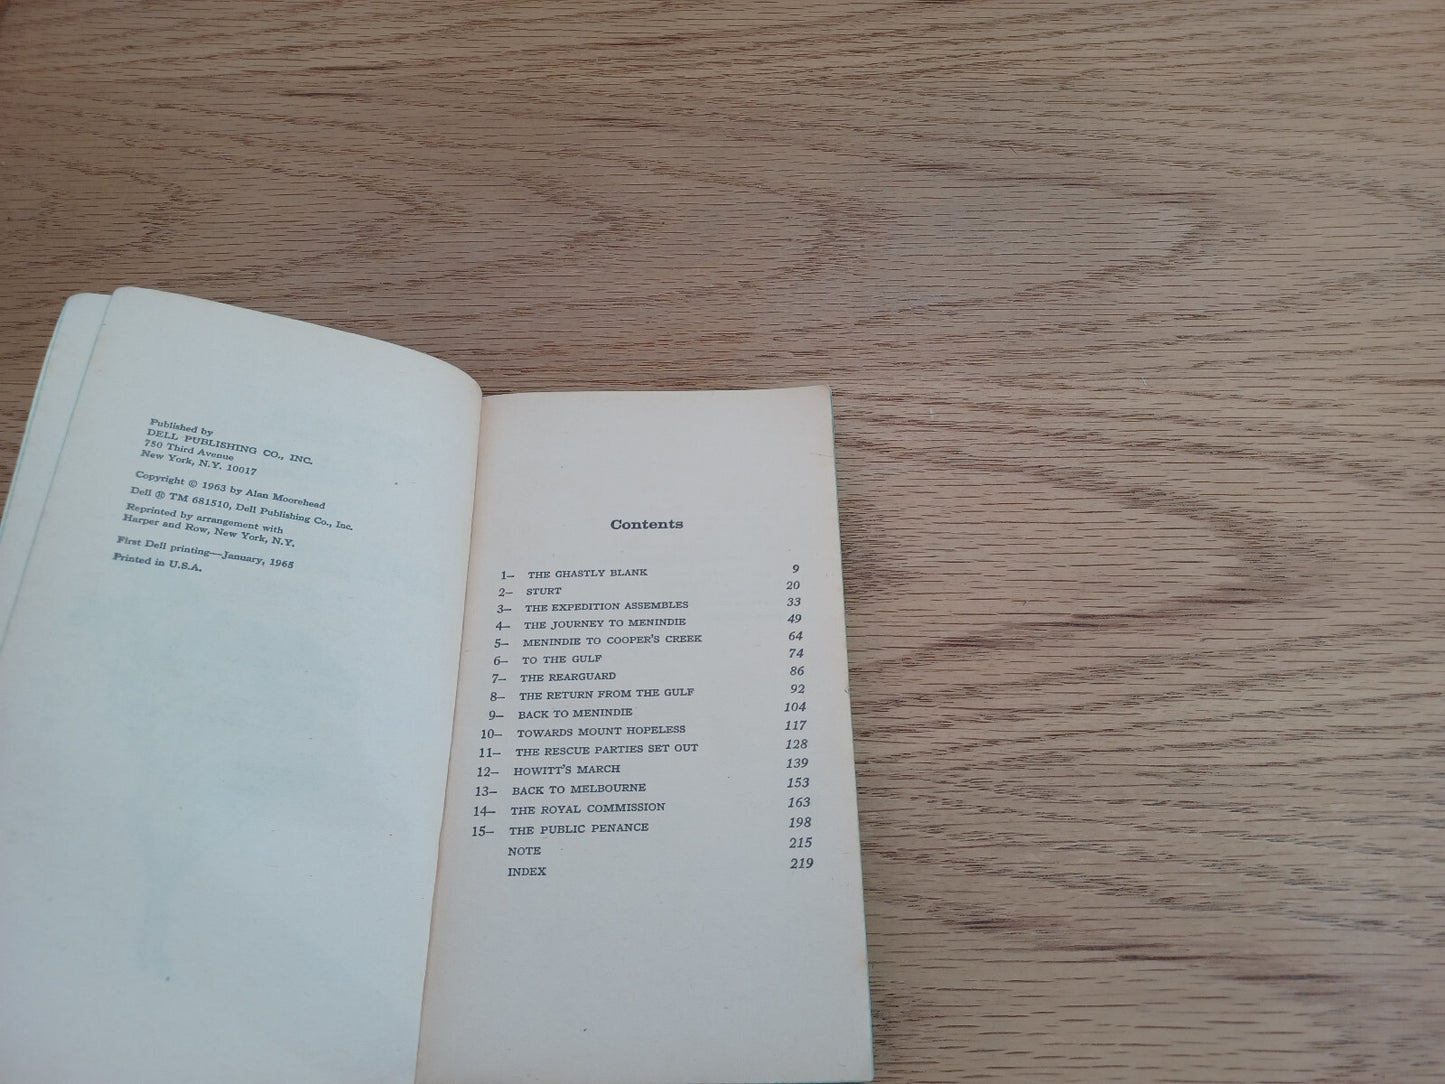 Published by
DELL PUBLISHING CO., INC.
750 Third Avenue
New York, N.Y. 10017
Copyright © 1963 by Alan Moorehead
Dell ® TM 681510, Dell Publishing Co., Inc.
Reprinted by arrangement with
Harper and Row, New York, N.Y.
First Dell printing—January, 1965
Printed in U.S.A.
Contents
1— THE GHASTLY BLANK 9
2— STURT 20
3— THE EXPEDITION ASSEMBLES 33
4— THE JOURNEY TO MENINDIE 49
5— MENINDIE TO COOPER'S CREEK 64
6— TO THE GULF 74
7— THE REARGUARD 86
8— THE RETURN FROM THE GULF 92
9— BACK TO MENINDIE 104
10— TOWARDS MOUNT HOPELESS 117
11— THE RESCUE PARTIES SET OUT 128
12— HOWITT'S MARCH 139
13— BACK TO MELBOURNE 153
14— THE ROYAL COMMISSION 163
15— THE PUBLIC PENANCE 198
NOTE 215
INDEX 219